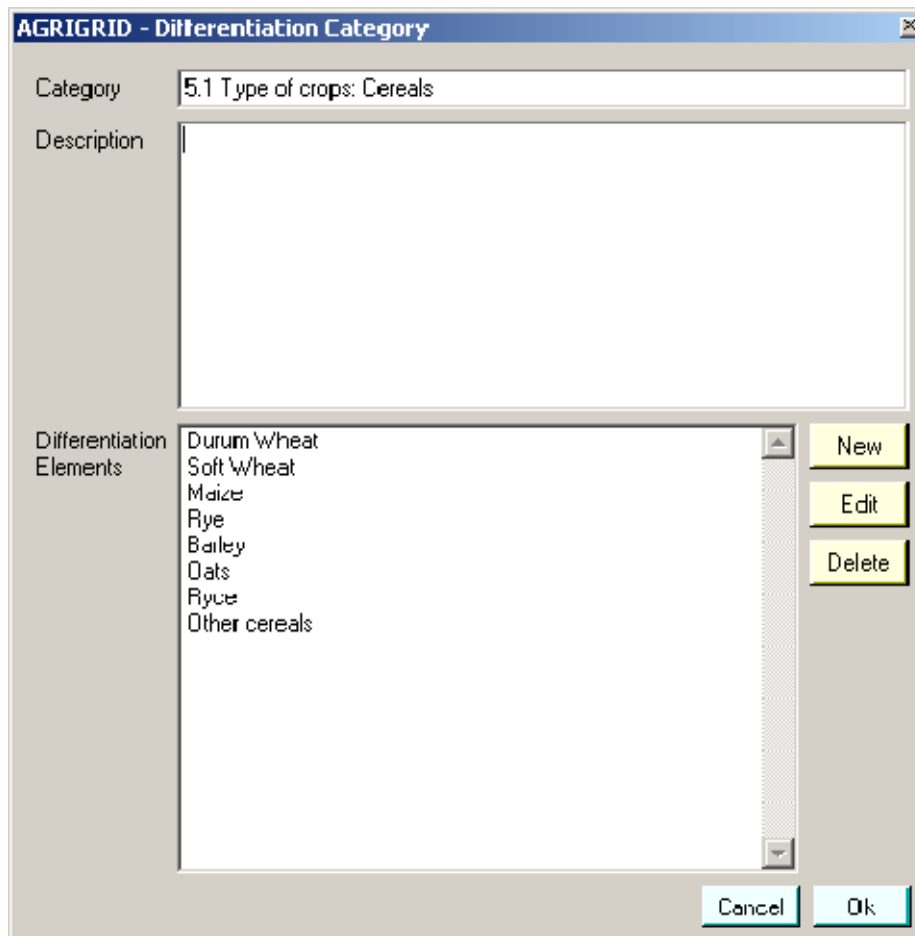 AGRIGRID - Differentiation Category
Category
5.1 Type of crops: Cereals
Description
Differentiation
Elements
Durum Wheat
Soft Wheat
Maize
Rye
Barley
Oats
Ryce
Other cereals
New
Edit
Delete
Cancel
Ok